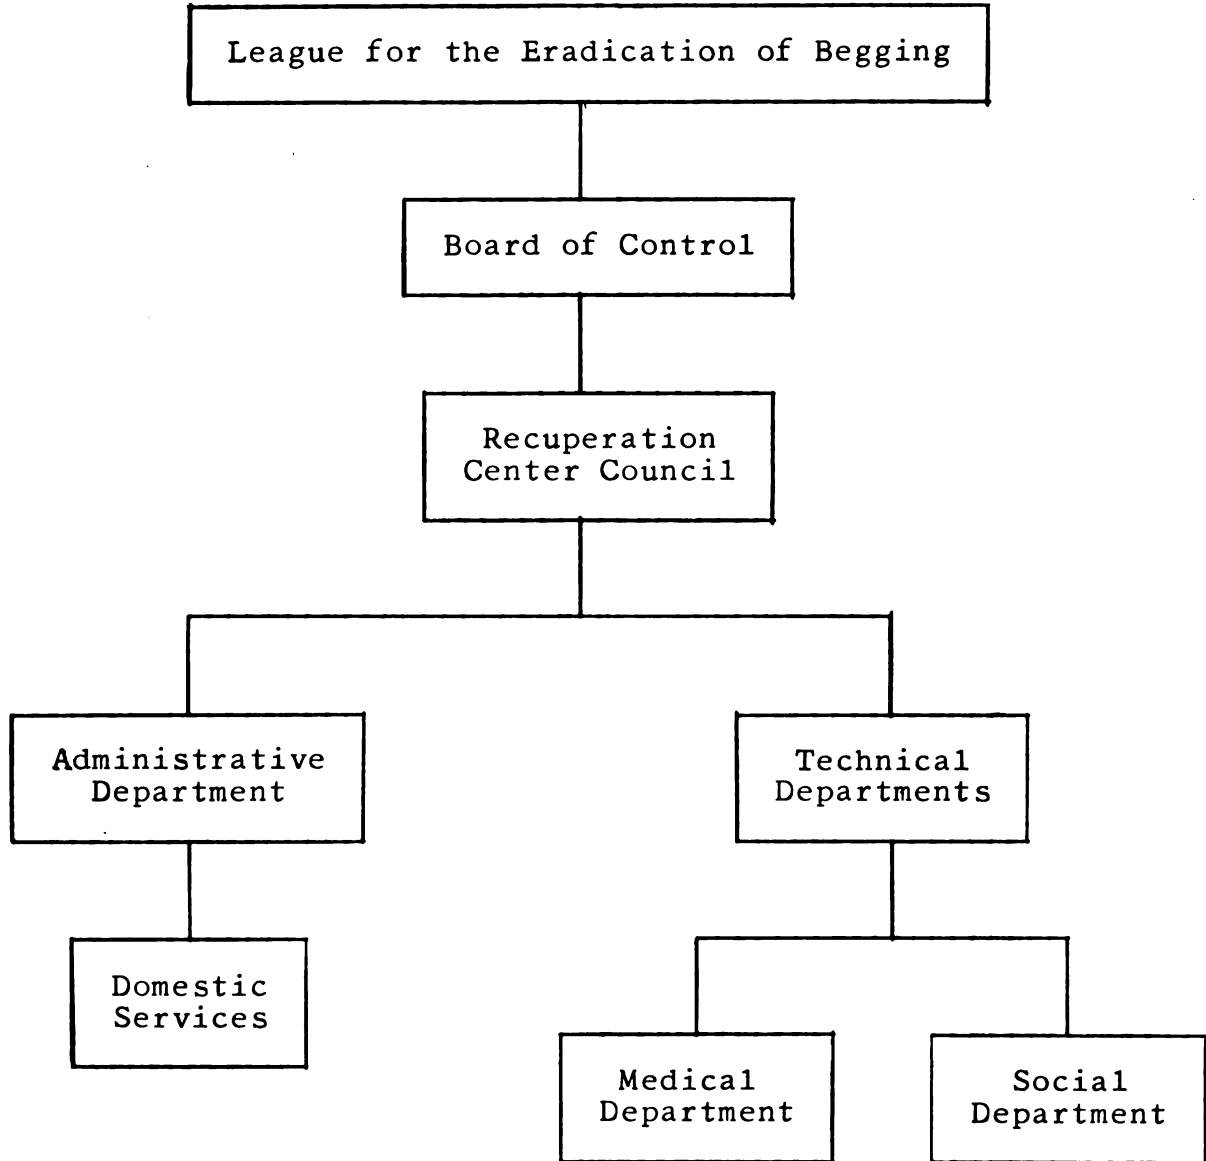 League for the Eradication of Begging
Board of Control
Recuperation
Center Council
Administrative
Department
Technical
Departments
Domestic
Services
Medical
Department
Social
Department